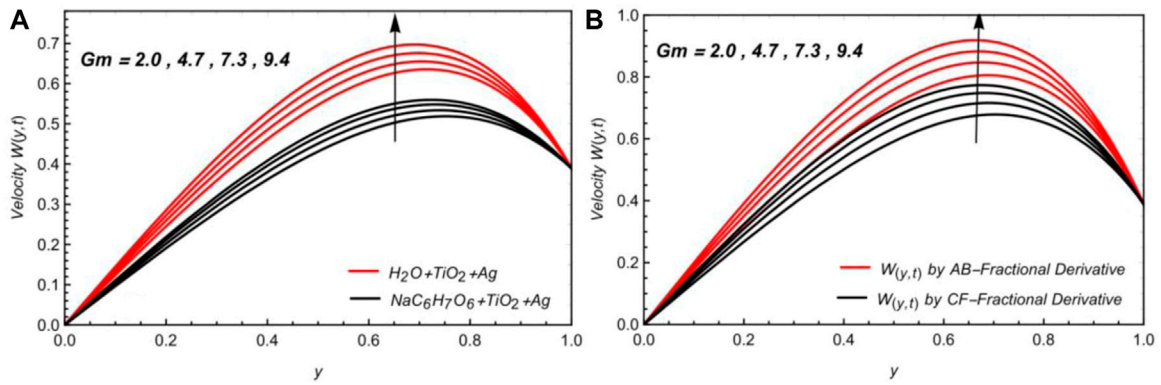 A
Gm = 2.0 , 4.7 , 7.3 , 9.4
Velocity W(y,t)
0.7
0.6
0.5
0.4
0.3
0.2
0.1
0.0
H₂O+TiO₂+Ag
NaC₆H₇O₆+TiO₂+Ag
0.0 0.2 0.4 0.6 0.8 1.0
y
B
Gm = 2.0 , 4.7 , 7.3 , 9.4
Velocity W(y,t)
1.0
0.8
0.6
0.4
0.2
0.0
W(y,t) by AB–Fractional Derivative
W(y,t) by CF–Fractional Derivative
0.0 0.2 0.4 0.6 0.8 1.0
y